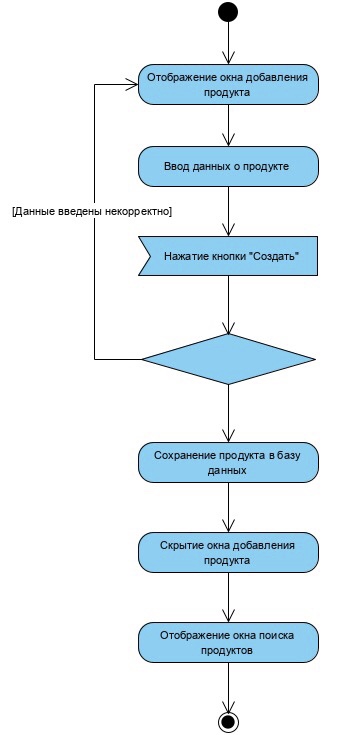 Отображение окна добавления
продукта
Ввод данных о продукте
[Данные введены некорректно]
Нажатие кнопки "Создать"
Сохранение продукта в базу
данных
Скрытие окна добавления
продукта
Отображение окна поиска
продуктов